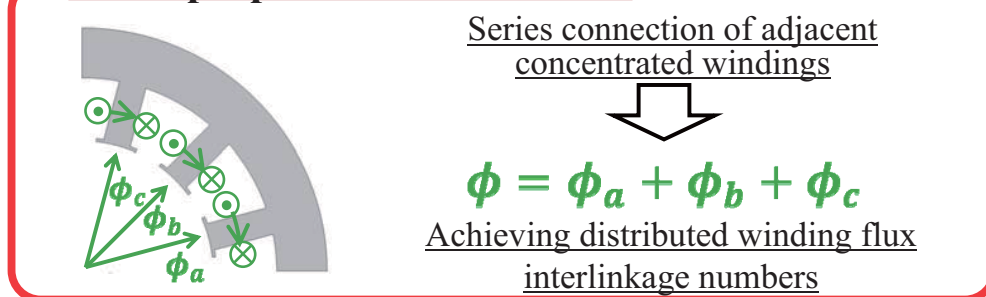 Series connection of adjacent
concentrated windings
ϕc
ϕb
ϕa
ϕ = ϕa + ϕb + ϕc
Achieving distributed winding flux
interlinkage numbers